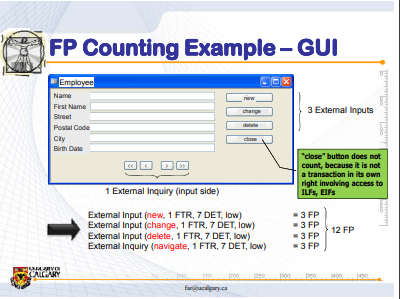 FP Counting Example – GUI
Employee
Name
First Name
Street
Postal Code
City
Birth Date
new
change
delete
close
<< < > >>
3 External Inputs
1 External Inquiry (input side)
"close" button does not
count, because it is not
a transaction in its own
right involving access to
ILFs, EIFs
External Input (new, 1 FTR, 7 DET, low) = 3 FP
External Input (change, 1 FTR, 7 DET, low) = 3 FP
External Input (delete, 1 FTR, 7 DET, low) = 3 FP
External Inquiry (navigate, 1 FTR, 7 DET, low) = 3 FP
12 FP
UNIVERSITY OF
CALGARY
far@ucalgary.ca